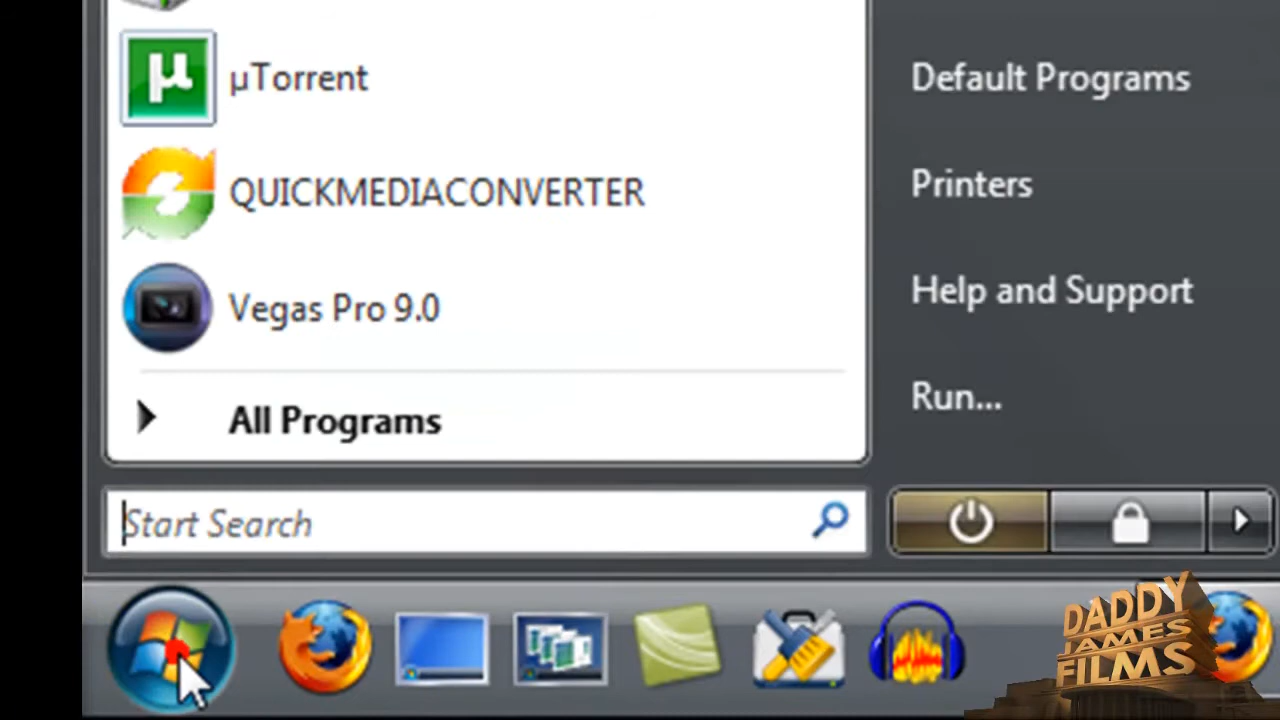 µTorrent
QUICKMEDIACONVERTER
Vegas Pro 9.0
All Programs
Start Search
Default Programs
Printers
Help and Support
Run...
DADDY
JAMES
FILMS